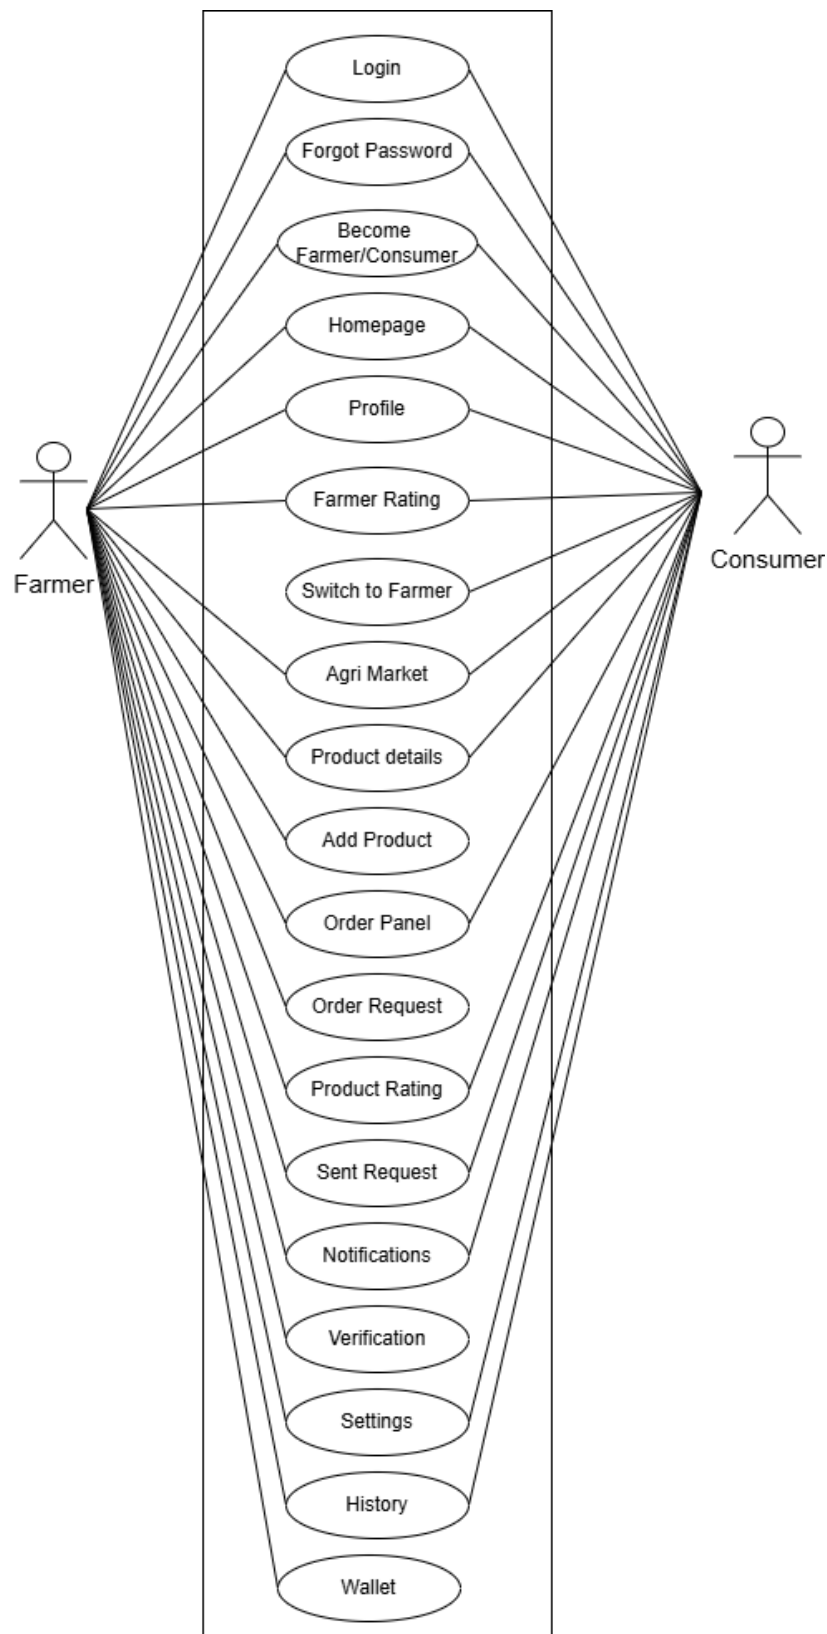 Login
Forgot Password
Become
Farmer/Consumer
Homepage
Profile
Farmer Rating
Farmer
Consumer
Switch to Farmer
Agri Market
Product details
Add Product
Order Panel
Order Request
Product Rating
Sent Request
Notifications
Verification
Settings
History
Wallet